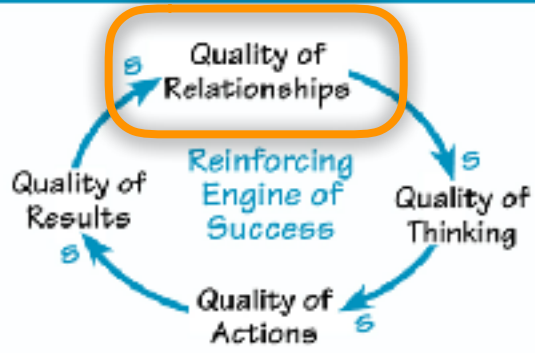 Quality of
Relationships
s
s
Reinforcing
Engine of
Success
Quality of
Results
Quality of
Thinking
s
Quality of
Actions
s